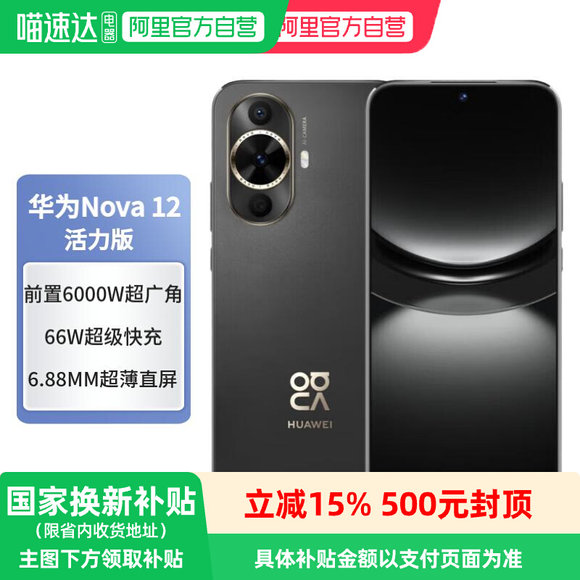 喵速达电器
阿里官方自营
阿里官方自营
华为Nova 12
活力版
前置6000W超广角
66W超级快充
6.88MM超薄直屏
AI CAMERA
HUAWEI
国家换新补贴
(限省内收货地址)
主图下方领取补贴
立减15% 500元封顶
具体补贴金额以支付页面为准